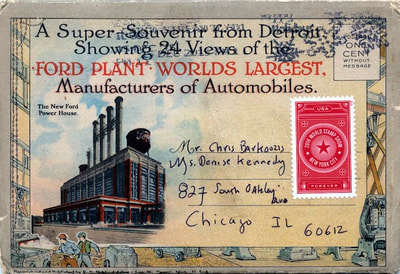 A Super Souvenir from Detroit.
Showing 24 Views of the
FORD PLANT-WORLDS LARGEST,
Manufacturers of Automobiles.
ONE
CENT
WITHOUT
MESSAGE
The New Ford
Power House.
USA
2016 WORLD STAMP SHOW
NEW YORK CITY
FOREVER
Mr. Chris
Ms. Denise Kennedy
827 South Oakley
Blvd
Chicago IL 60612